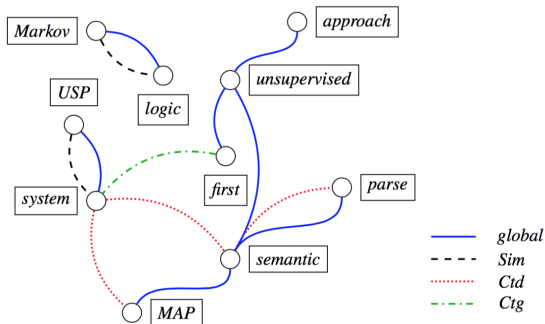 approach
Markov
unsupervised
USP
logic
first
parse
system
semantic
MAP
global
Sim
Ctd
Ctg